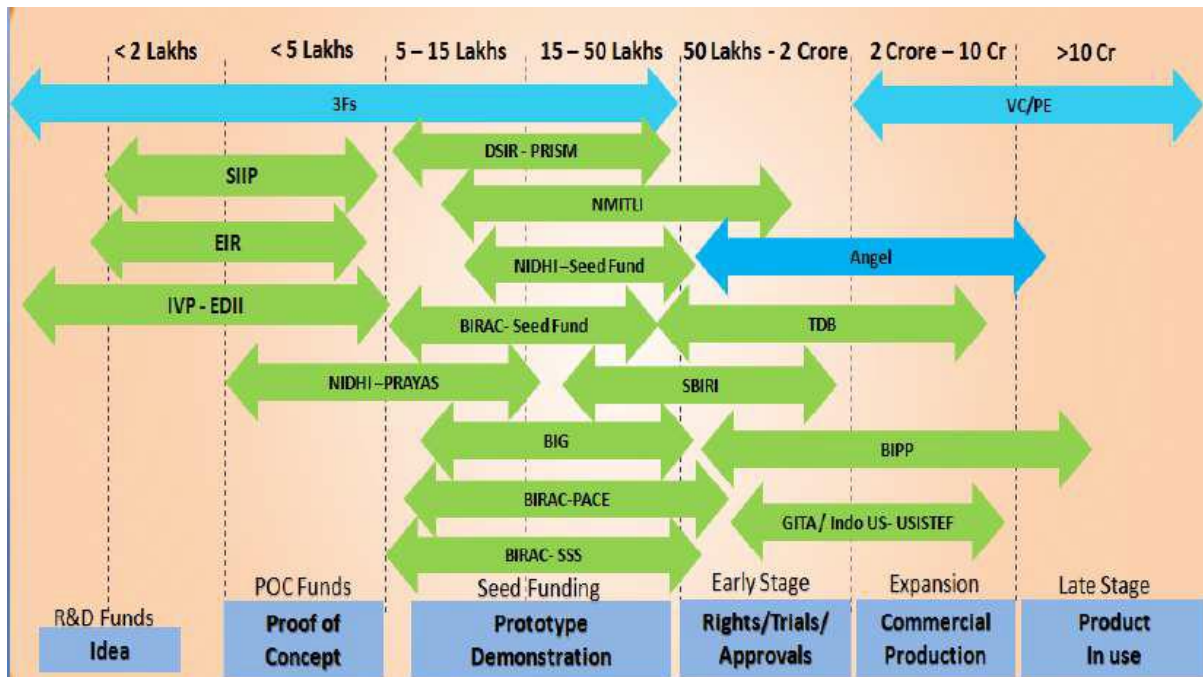 < 2 Lakhs
< 5 Lakhs
5 – 15 Lakhs
15 – 50 Lakhs
50 Lakhs - 2 Crore
2 Crore – 10 Cr
>10 Cr
3Fs
VC/PE
DSIR - PRISM
SIIP
NMITLI
EIR
NIDHI –Seed Fund
Angel
IVP - EDII
BIRAC- Seed Fund
TDB
NIDHI –PRAYAS
SBIRI
BIG
BIPP
BIRAC-PACE
GITA / Indo US- USISTEF
BIRAC- SSS
R&D Funds
POC Funds
Seed Funding
Early Stage
Expansion
Late Stage
Idea
Proof of
Concept
Prototype
Demonstration
Rights/Trials/
Approvals
Commercial
Production
Product
In use